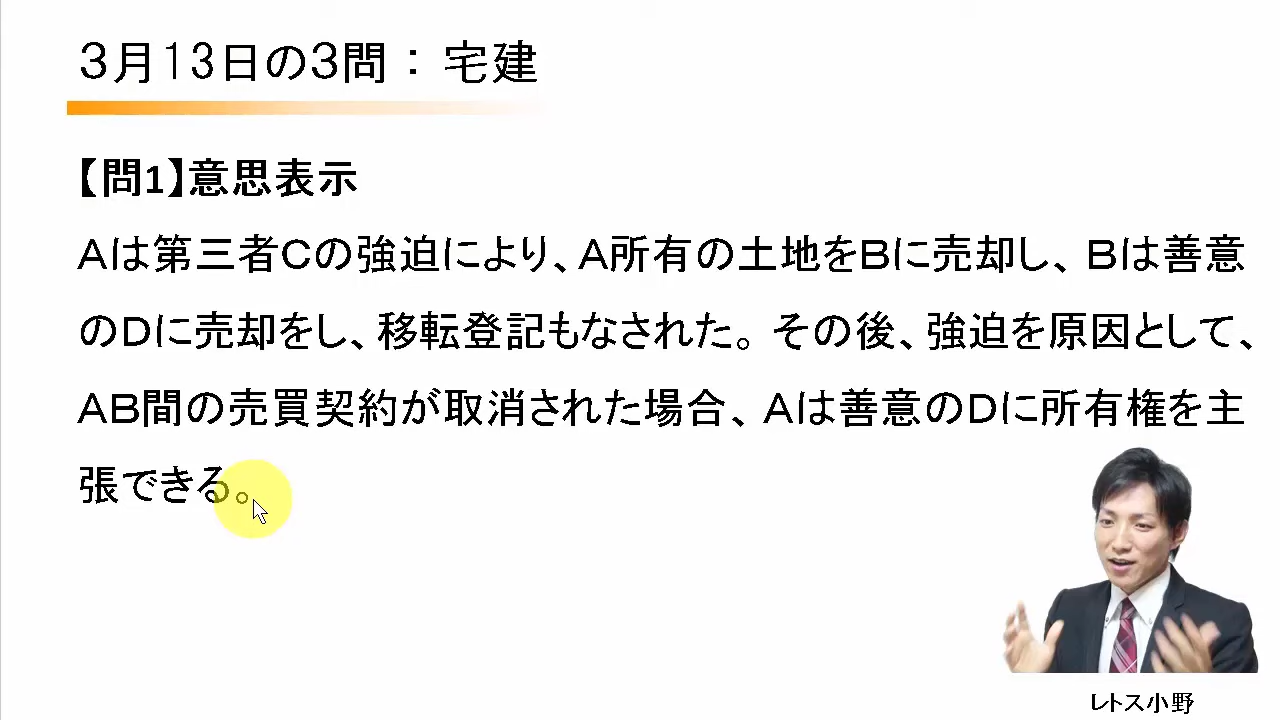 ３月１３日の３問：宅建
【問1】意思表示
Ａは第三者Ｃの強迫により、Ａ所有の土地をＢに売却し、Ｂは善意
のＤに売却をし、移転登記もなされた。その後、強迫を原因として、
ＡＢ間の売買契約が取消された場合、Ａは善意のＤに所有権を主
張できる。
レトス小野